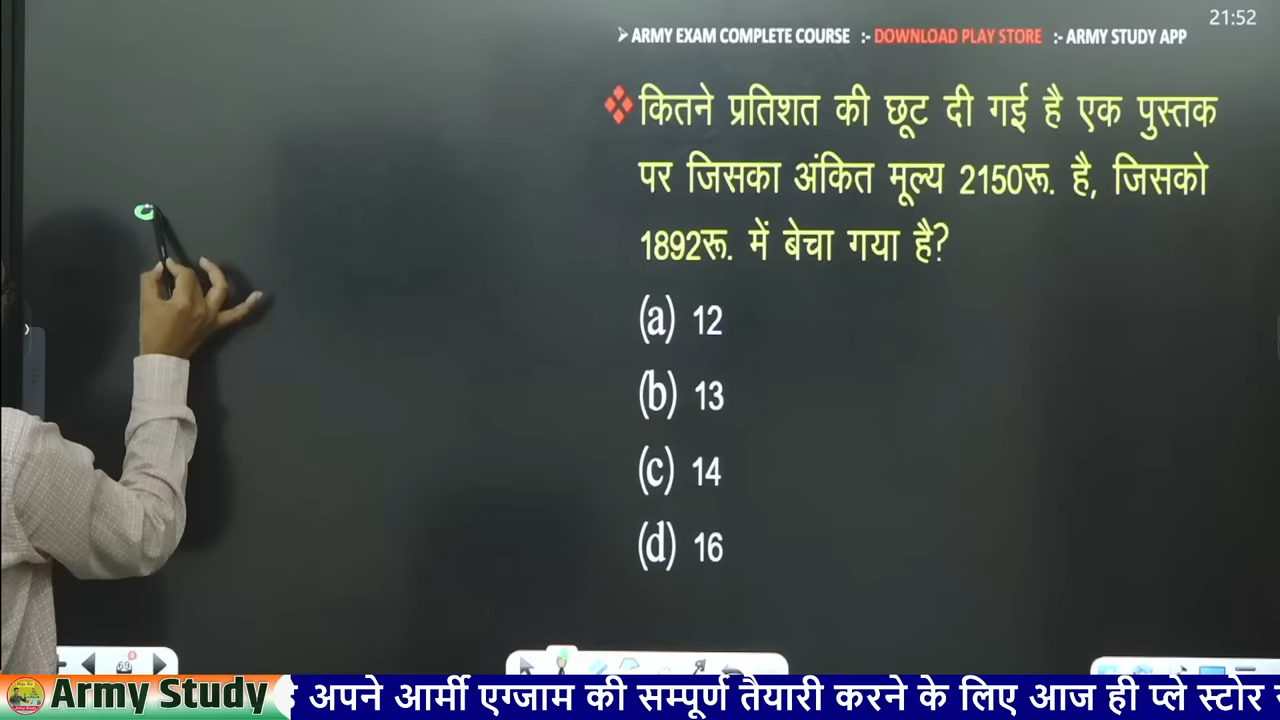 21:52
➢ ARMY EXAM COMPLETE COURSE :- DOWNLOAD PLAY STORE :- ARMY STUDY APP
❖ कितने प्रतिशत की छूट दी गई है एक पुस्तक
पर जिसका अंकित मूल्य 2150रू. है, जिसको
1892रू. में बेचा गया है?
(a) 12
(b) 13
(c) 14
(d) 16
69
Army Study अपने आर्मी एग्जाम की सम्पूर्ण तैयारी करने के लिए आज ही प्ले स्टोर